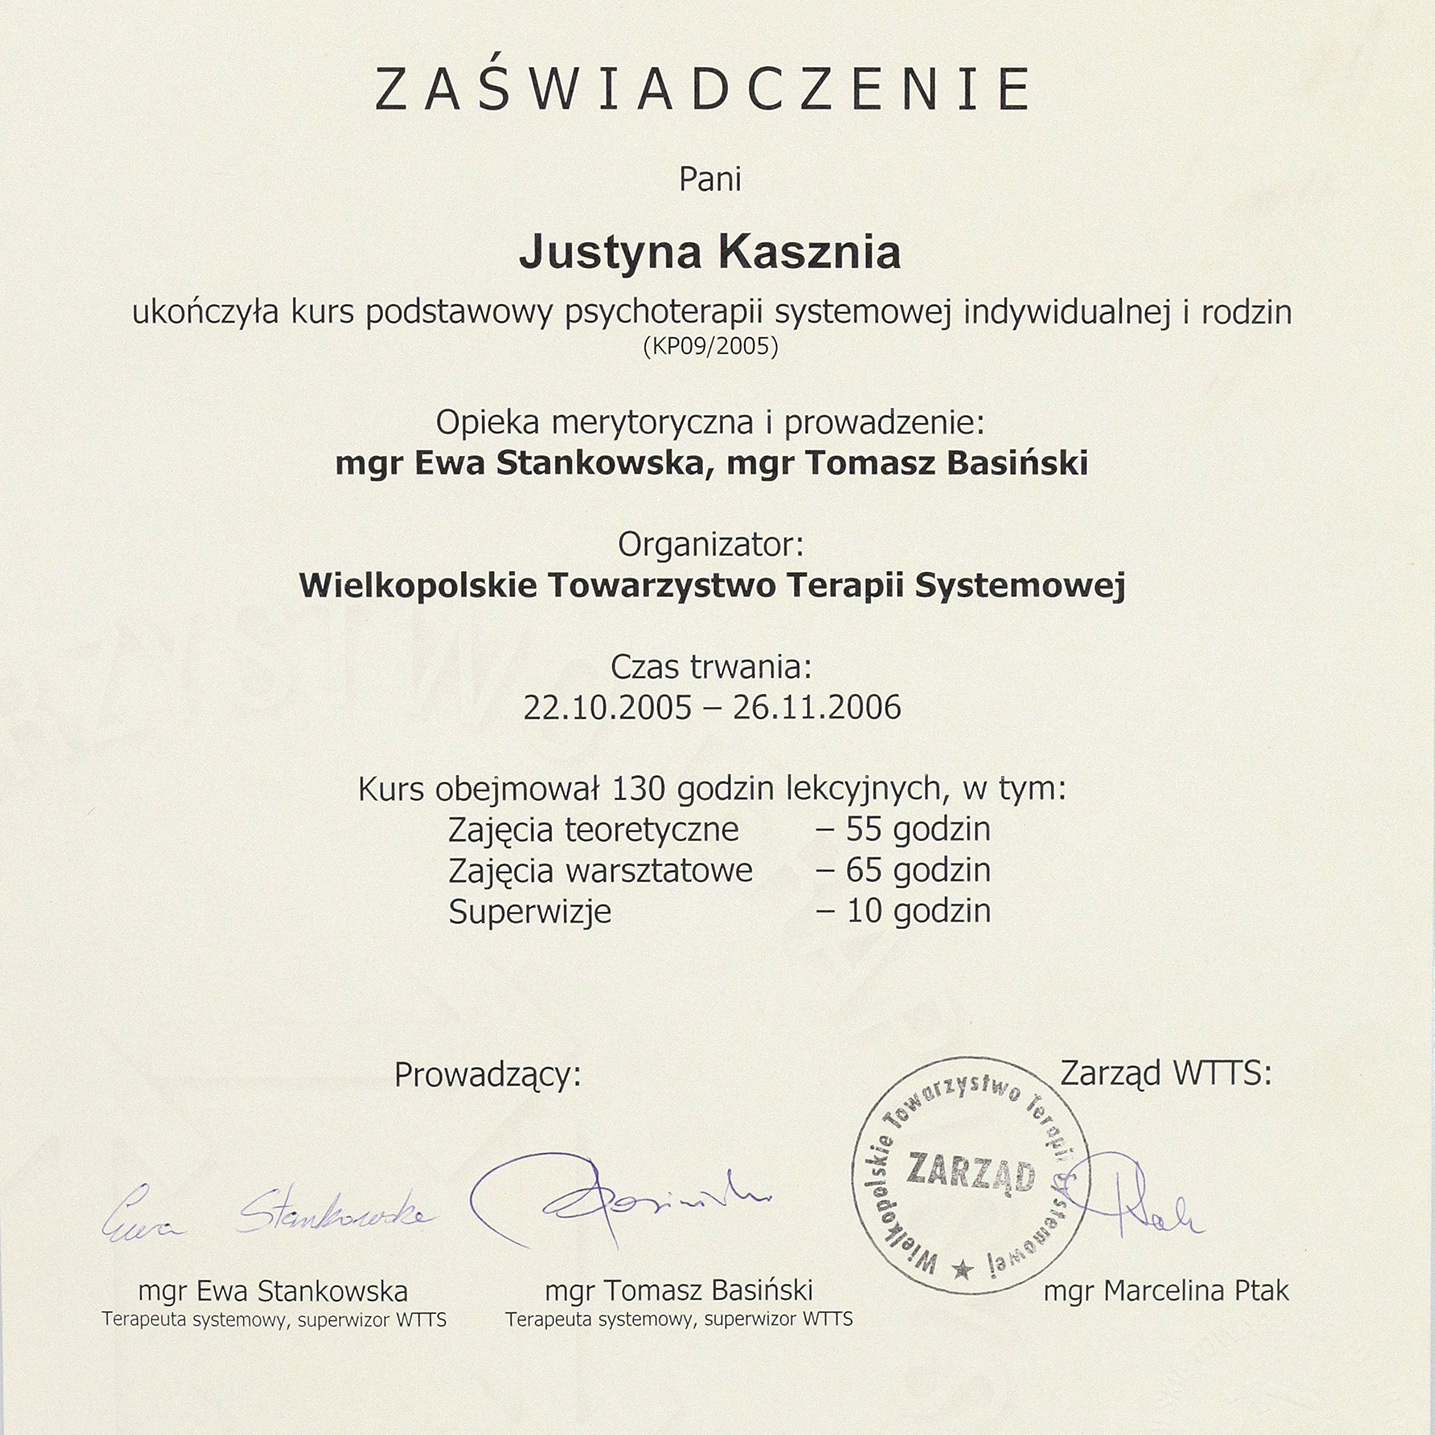 ZAŚWIADCZENIE
Pani
Justyna Kasznia
ukończyła kurs podstawowy psychoterapii systemowej indywidualnej i rodzin
(KP09/2005)
Opieka merytoryczna i prowadzenie:
mgr Ewa Stankowska, mgr Tomasz Basiński
Organizator:
Wielkopolskie Towarzystwo Terapii Systemowej
Czas trwania:
22.10.2005 – 26.11.2006
Kurs obejmował 130 godzin lekcyjnych, w tym:
Zajęcia teoretyczne – 55 godzin
Zajęcia warsztatowe – 65 godzin
Superwizje – 10 godzin
Prowadzący:
Zarząd WTTS:
Wielkopolskie Towarzystwo Terapii Systemowej ★
ZARZĄD
Ewa Stankowska
Basiński
Ptak
mgr Ewa Stankowska
Terapeuta systemowy, superwizor WTTS
mgr Tomasz Basiński
Terapeuta systemowy, superwizor WTTS
mgr Marcelina Ptak